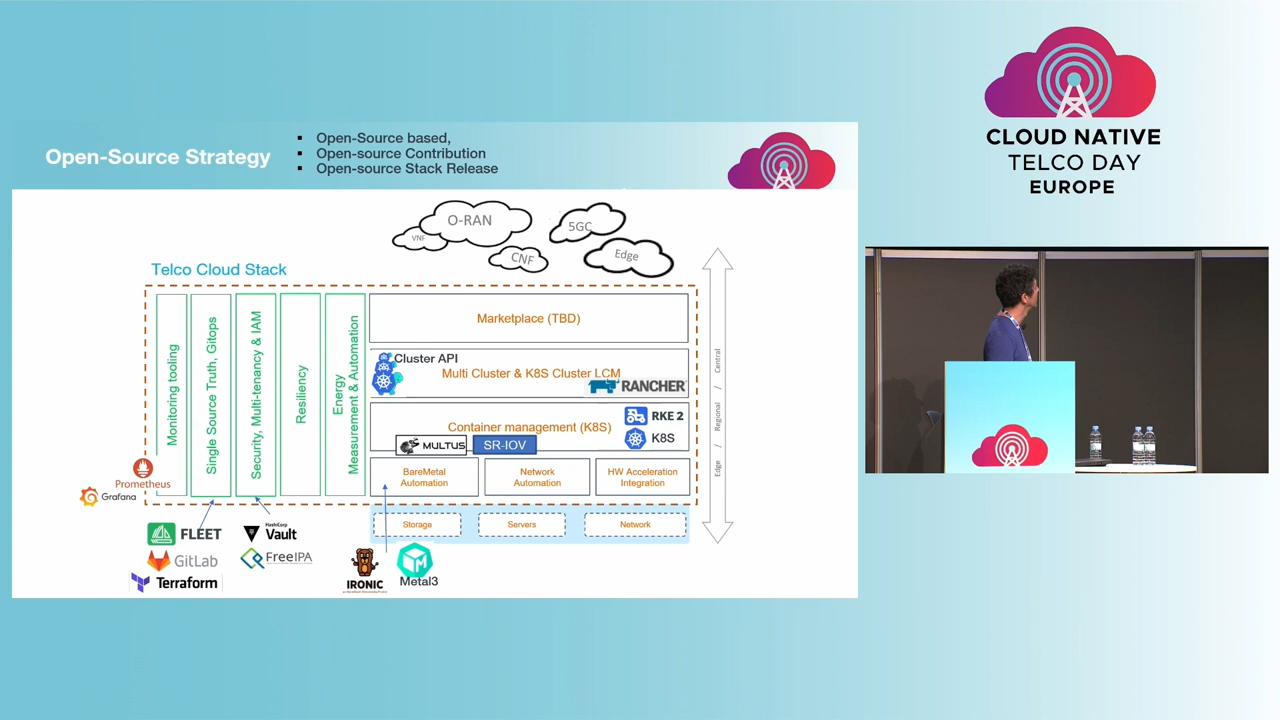 Open-Source Strategy
▪ Open-Source based,
▪ Open-source Contribution
▪ Open-source Stack Release
CLOUD NATIVE
TELCO DAY
EUROPE
O-RAN
VNF
CNF
5GC
Edge
Telco Cloud Stack
Monitoring tooling
Single Source Truth, Gitops
Security, Multi-tenancy & IAM
Resiliency
Energy
Measurement & Automation
Marketplace (TBD)
Cluster API
Multi Cluster & K8S Cluster LCM
RANCHER
RKE 2
Container management (K8S)
K8S
MULTUS
SR-IOV
BareMetal
Automation
Network
Automation
HW Acceleration
Integration
Storage
Servers
Network
Edge / Regional / Central
Prometheus
Grafana
FLEET
GitLab
Terraform
HashiCorp
Vault
FreeIPA
IRONIC
Metal3